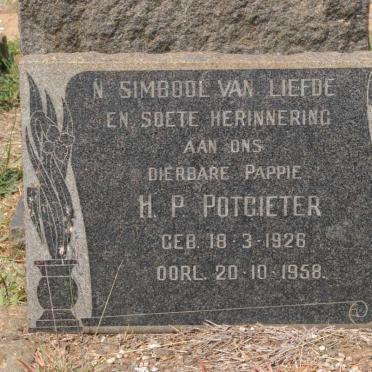 N SIMBOOL VAN LIEFDE
EN SOETE HERINNERING
AAN ONS
DIERBARE PAPPIE
H. P. POTGIETER
GEB. 18-3-1926
OORL. 20-10-1958.